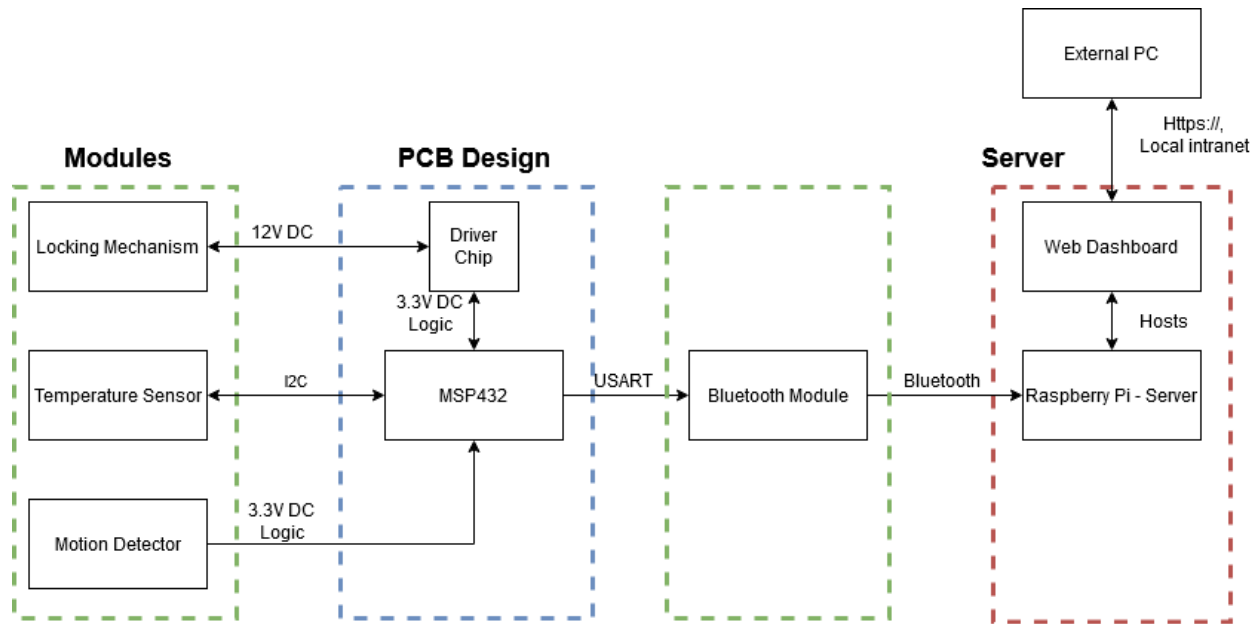 External PC
Https://,
Local intranet
Modules
PCB Design
Server
Locking Mechanism
12V DC
Driver
Chip
Web Dashboard
3.3V DC
Logic
Hosts
Temperature Sensor
I2C
MSP432
USART
Bluetooth Module
Bluetooth
Raspberry Pi - Server
3.3V DC
Logic
Motion Detector